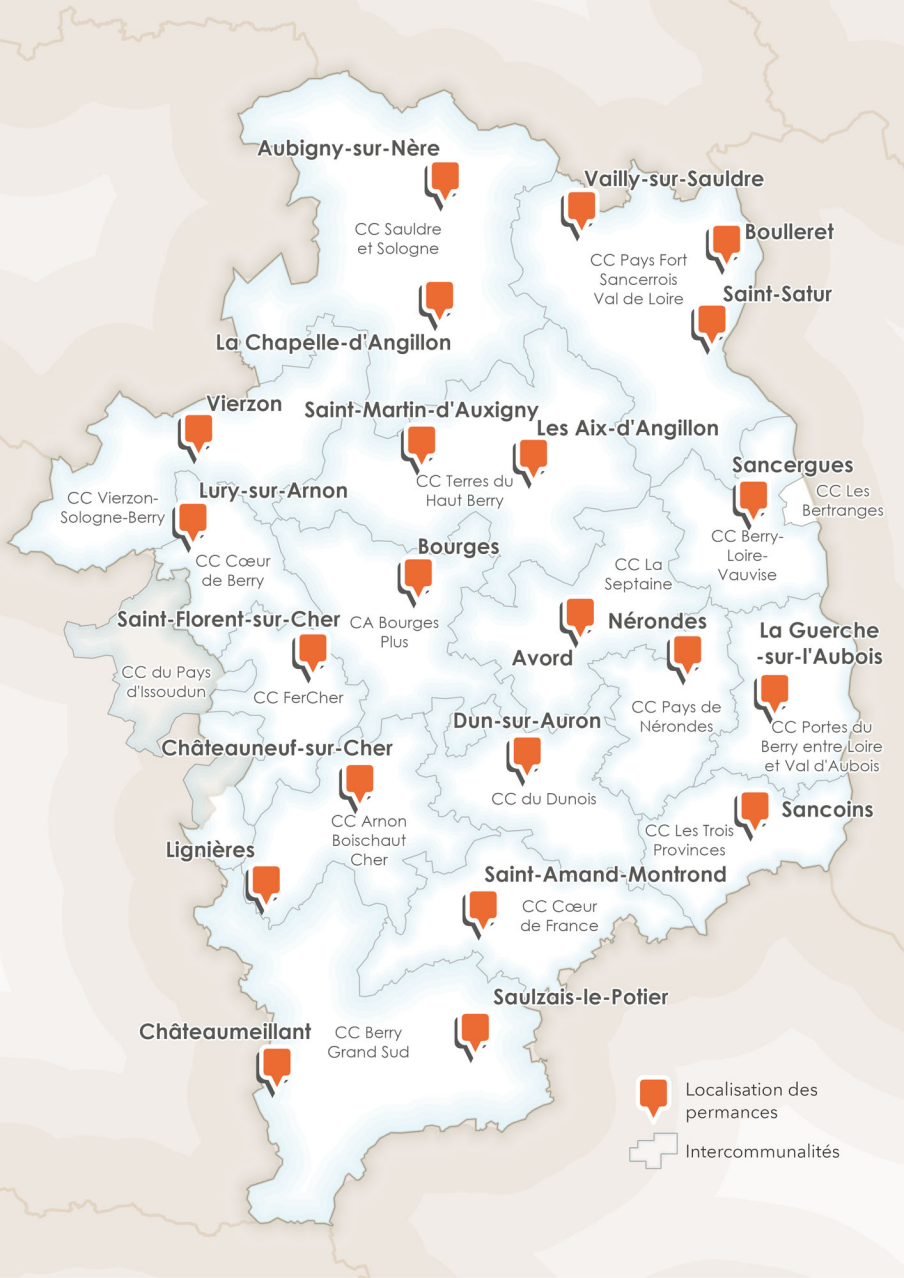 Aubigny-sur-Nère
Vailly-sur-Sauldre
CC Sauldre
et Sologne
Boulleret
CC Pays Fort
Sancerrois
Val de Loire
Saint-Satur
La Chapelle-d'Angillon
Vierzon
Saint-Martin-d'Auxigny
Les Aix-d'Angillon
Sancergues
CC Vierzon-
Sologne-Berry
Lury-sur-Arnon
CC Terres du
Haut Berry
CC Les
Bertranges
CC Berry-
Loire-
Vauvise
Bourges
CC Cœur
de Berry
CC La
Septaine
Saint-Florent-sur-Cher
CA Bourges
Plus
Nérondes
La Guerche
-sur-l'Aubois
Avord
CC du Pays
d'Issoudun
CC FerCher
CC Pays de
Nérondes
Dun-sur-Auron
CC Portes du
Berry entre Loire
et Val d'Aubois
Châteauneuf-sur-Cher
CC du Dunois
Sancoins
CC Arnon
Boischaut
Cher
CC Les Trois
Provinces
Lignières
Saint-Amand-Montrond
CC Cœur
de France
Saulzais-le-Potier
Châteaumeillant
CC Berry
Grand Sud
Localisation des
permances
Intercommunalités